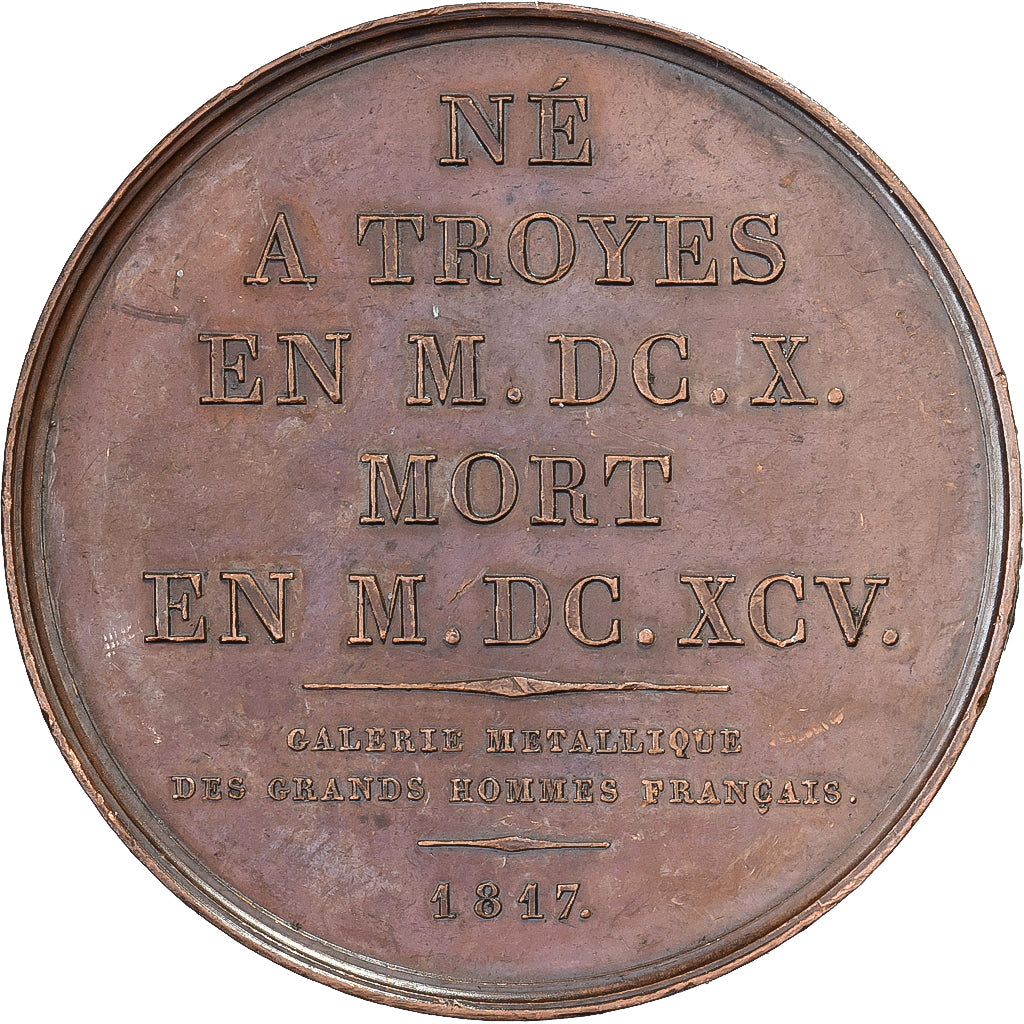 NÉ
A TROYES
EN M.DC.X.
MORT
EN M.DC.XCV.
GALERIE METALLIQUE
DES GRANDS HOMMES FRANÇAIS.
1817.